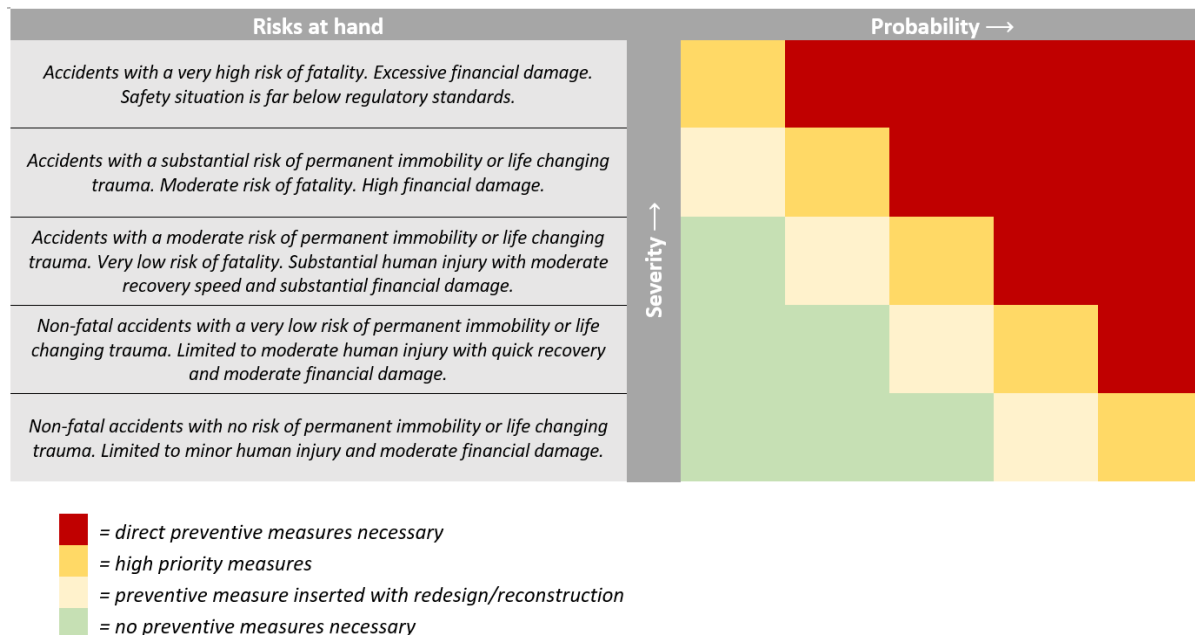 Risks at hand
Probability →
Accidents with a very high risk of fatality. Excessive financial damage.
Safety situation is far below regulatory standards.
Accidents with a substantial risk of permanent immobility or life changing
trauma. Moderate risk of fatality. High financial damage.
Accidents with a moderate risk of permanent immobility or life changing
trauma. Very low risk of fatality. Substantial human injury with moderate
recovery speed and substantial financial damage.
Non-fatal accidents with a very low risk of permanent immobility or life
changing trauma. Limited to moderate human injury with quick recovery
and moderate financial damage.
Non-fatal accidents with no risk of permanent immobility or life changing
trauma. Limited to minor human injury and moderate financial damage.
Severity →
= direct preventive measures necessary
= high priority measures
= preventive measure inserted with redesign/reconstruction
= no preventive measures necessary